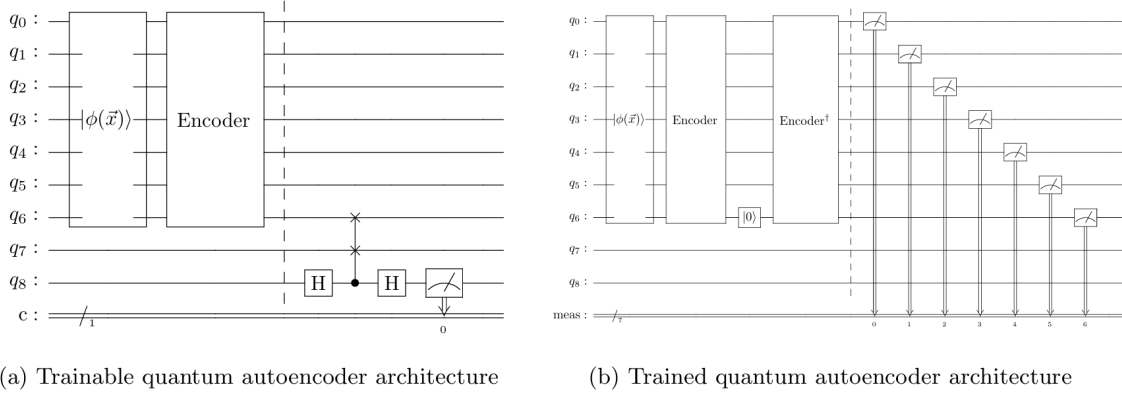 q0 :
q1 :
q2 :
q3 :
q4 :
q5 :
q6 :
q7 :
q8 :
c :
|ϕ(x⃗)⟩
Encoder
H
H
1
0
(a) Trainable quantum autoencoder architecture
q0 :
q1 :
q2 :
q3 :
q4 :
q5 :
q6 :
q7 :
q8 :
meas :
|ϕ(x⃗)⟩
Encoder
|0⟩
Encoder†
7
0 1 2 3 4 5 6
(b) Trained quantum autoencoder architecture